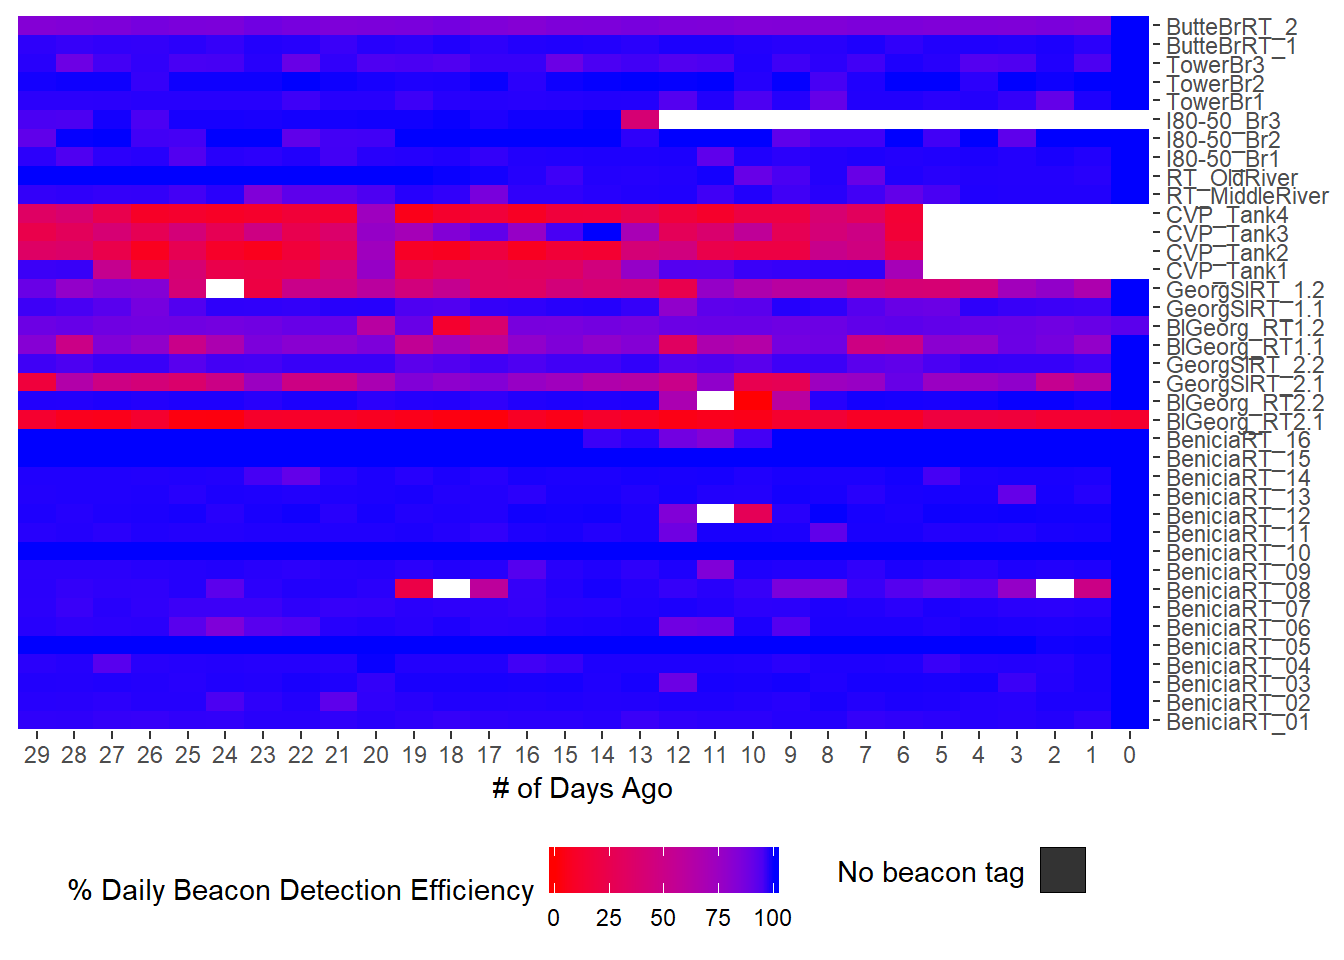 ButteBrRT_2
ButteBrRT_1
TowerBr3
TowerBr2
TowerBr1
I80-50_Br3
I80-50_Br2
I80-50_Br1
RT_OldRiver
RT_MiddleRiver
CVP_Tank4
CVP_Tank3
CVP_Tank2
CVP_Tank1
GeorgSlRT_1.2
GeorgSlRT_1.1
BlGeorg_RT1.2
BlGeorg_RT1.1
GeorgSlRT_2.2
GeorgSlRT_2.1
BlGeorg_RT2.2
BlGeorg_RT2.1
BeniciaRT_16
BeniciaRT_15
BeniciaRT_14
BeniciaRT_13
BeniciaRT_12
BeniciaRT_11
BeniciaRT_10
BeniciaRT_09
BeniciaRT_08
BeniciaRT_07
BeniciaRT_06
BeniciaRT_05
BeniciaRT_04
BeniciaRT_03
BeniciaRT_02
BeniciaRT_01
29 28 27 26 25 24 23 22 21 20 19 18 17 16 15 14 13 12 11 10 9 8 7 6 5 4 3 2 1 0
# of Days Ago
% Daily Beacon Detection Efficiency
0 25 50 75 100
No beacon tag